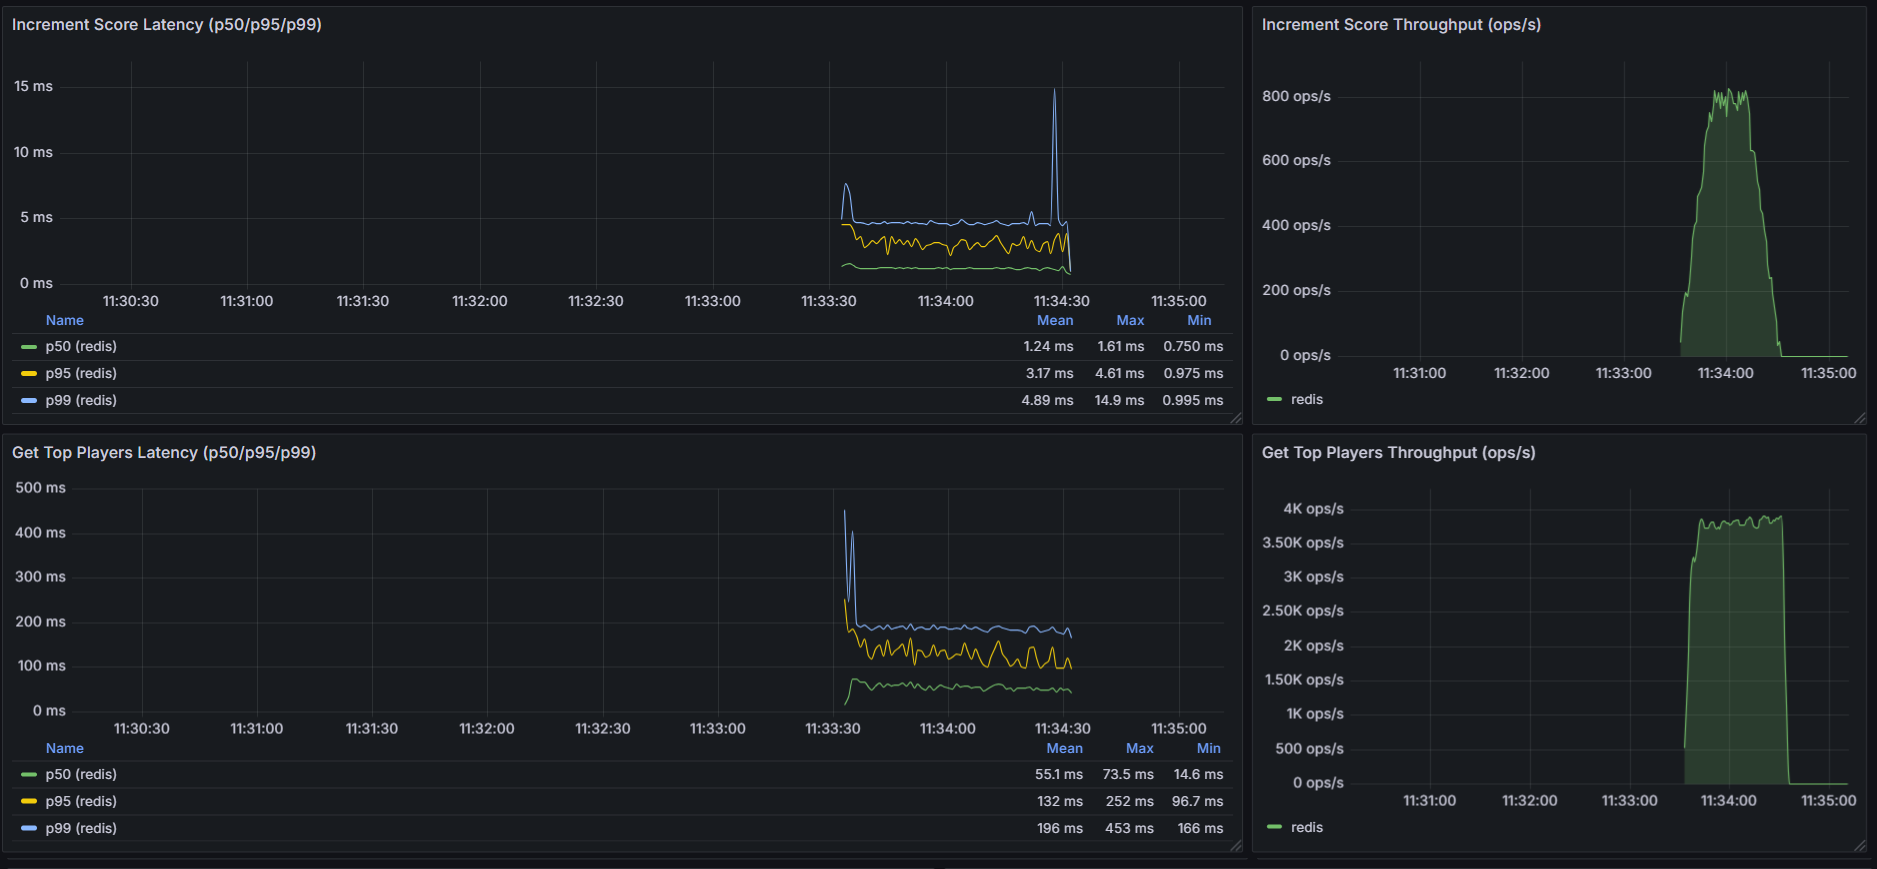 Increment Score Latency (p50/p95/p99)
15 ms
10 ms
5 ms
0 ms
11:30:30 11:31:00 11:31:30 11:32:00 11:32:30 11:33:00 11:33:30 11:34:00 11:34:30 11:35:00
Name Mean Max Min
p50 (redis) 1.24 ms 1.61 ms 0.750 ms
p95 (redis) 3.17 ms 4.61 ms 0.975 ms
p99 (redis) 4.89 ms 14.9 ms 0.995 ms
Increment Score Throughput (ops/s)
800 ops/s
600 ops/s
400 ops/s
200 ops/s
0 ops/s
11:31:00 11:32:00 11:33:00 11:34:00 11:35:00
redis
Get Top Players Latency (p50/p95/p99)
500 ms
400 ms
300 ms
200 ms
100 ms
0 ms
11:30:30 11:31:00 11:31:30 11:32:00 11:32:30 11:33:00 11:33:30 11:34:00 11:34:30 11:35:00
Name Mean Max Min
p50 (redis) 55.1 ms 73.5 ms 14.6 ms
p95 (redis) 132 ms 252 ms 96.7 ms
p99 (redis) 196 ms 453 ms 166 ms
Get Top Players Throughput (ops/s)
4K ops/s
3.50K ops/s
3K ops/s
2.50K ops/s
2K ops/s
1.50K ops/s
1K ops/s
500 ops/s
0 ops/s
11:31:00 11:32:00 11:33:00 11:34:00 11:35:00
redis